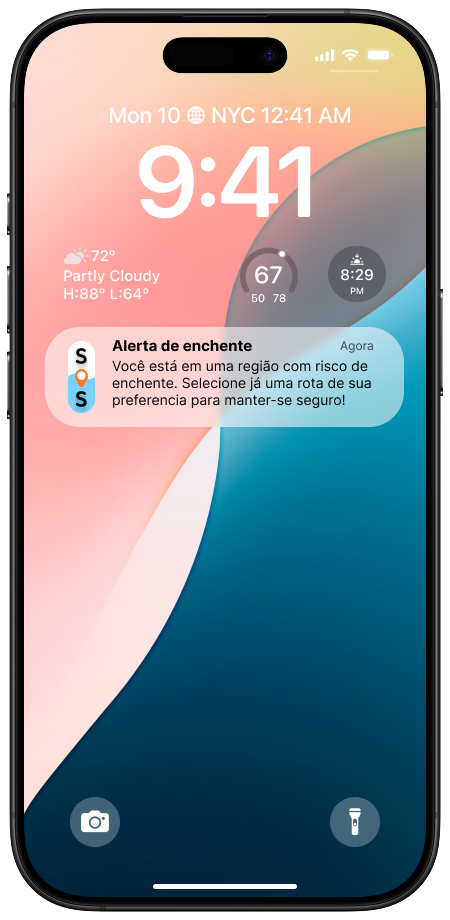 Mon 10 NYC 12:41 AM
9:41
72°
Partly Cloudy
H:88° L:64°
67
50 78
8:29
PM
S
S
Alerta de enchente
Agora
Você está em uma região com risco de
enchente. Selecione já uma rota de sua
preferencia para manter-se seguro!